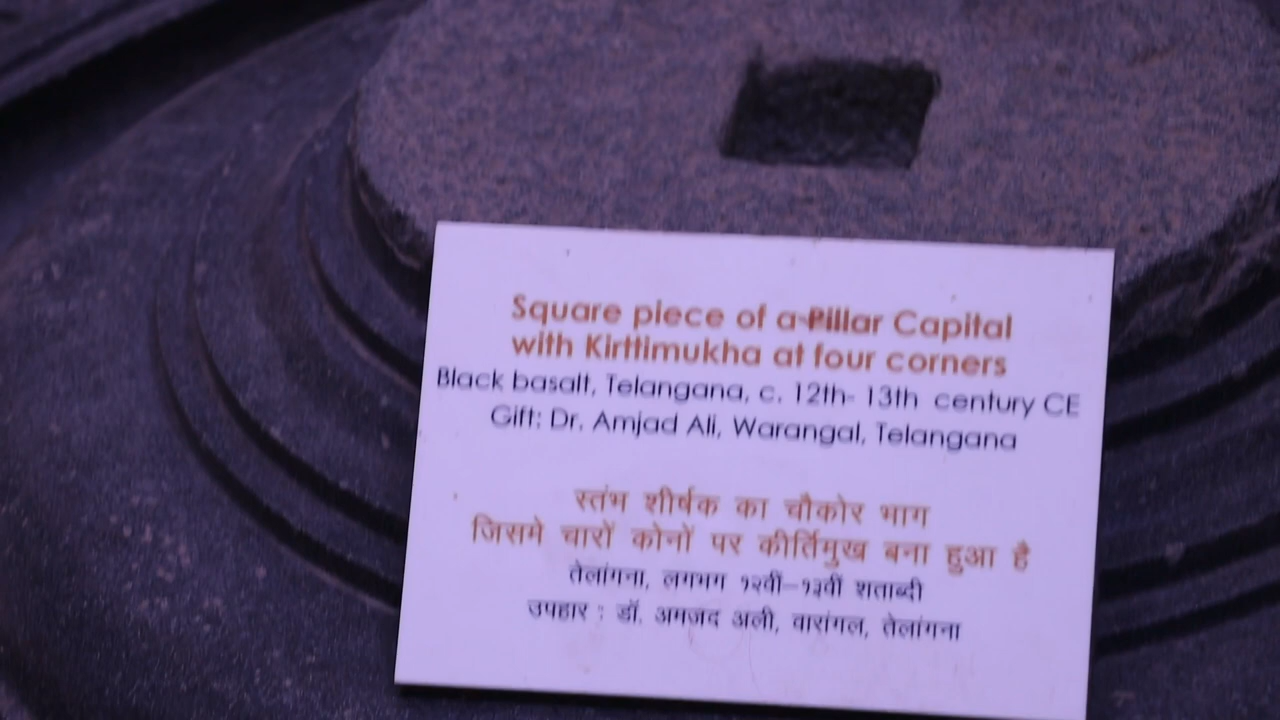 Square piece of a Pillar Capital
with Kirttimukha at four corners
Black basalt, Telangana, c. 12th- 13th century CE
Gift: Dr. Amjad Ali, Warangal, Telangana
स्तंभ शीर्षक का चौकोर भाग
जिसमे चारों कोनों पर कीर्तिमुख बना हुआ है
तेलांगना, लगभग १२वीं–१३वीं शताब्दी
उपहार : डॉ. अमजद अली, वारांगल, तेलांगना